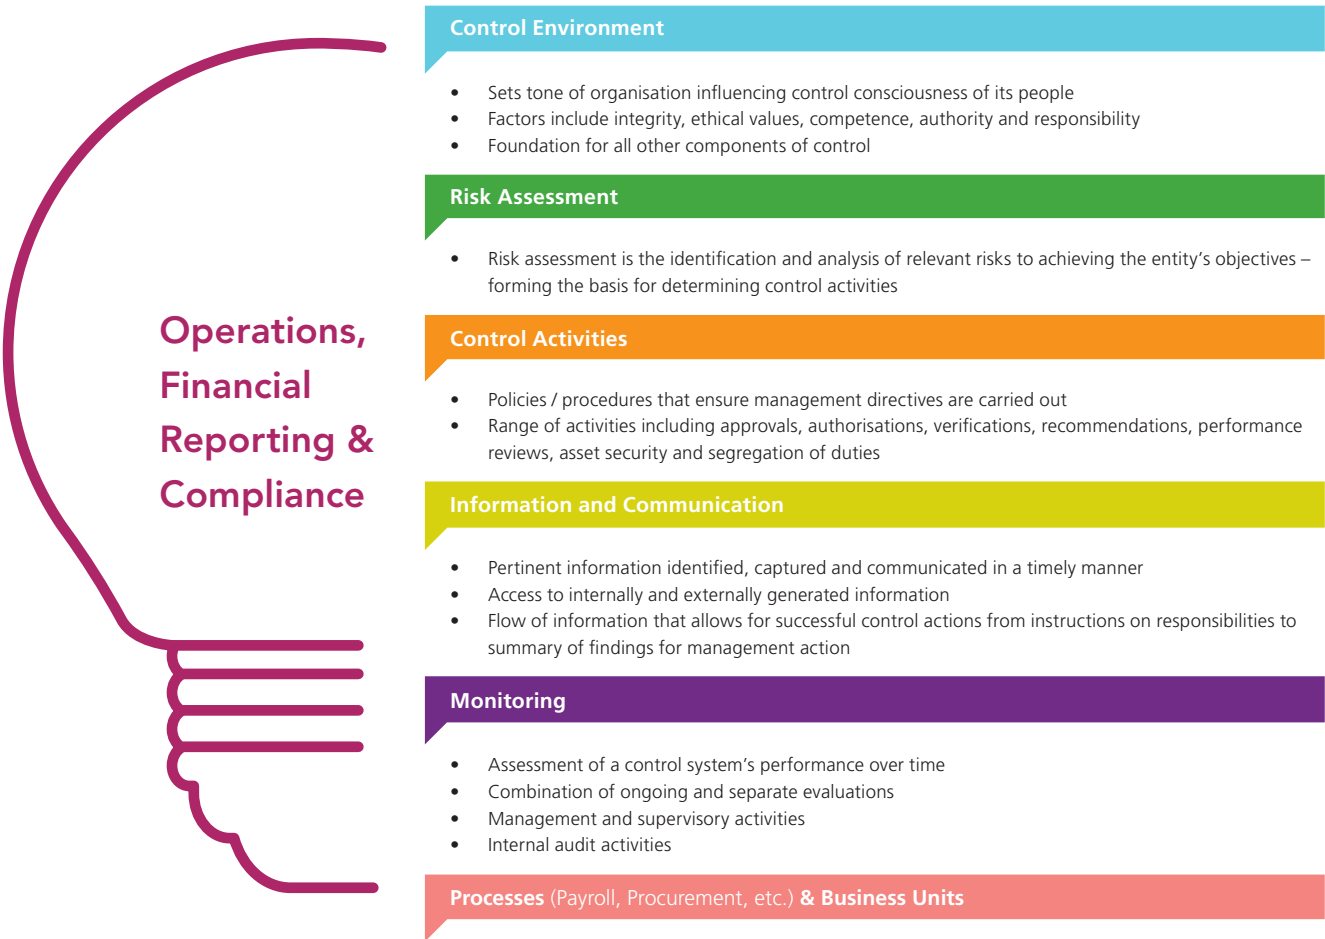 Operations,
Financial
Reporting &
Compliance
Control Environment
• Sets tone of organisation influencing control consciousness of its people
• Factors include integrity, ethical values, competence, authority and responsibility
• Foundation for all other components of control
Risk Assessment
• Risk assessment is the identification and analysis of relevant risks to achieving the entity’s objectives –
forming the basis for determining control activities
Control Activities
• Policies / procedures that ensure management directives are carried out
• Range of activities including approvals, authorisations, verifications, recommendations, performance
reviews, asset security and segregation of duties
Information and Communication
• Pertinent information identified, captured and communicated in a timely manner
• Access to internally and externally generated information
• Flow of information that allows for successful control actions from instructions on responsibilities to
summary of findings for management action
Monitoring
• Assessment of a control system’s performance over time
• Combination of ongoing and separate evaluations
• Management and supervisory activities
• Internal audit activities
Processes (Payroll, Procurement, etc.) & Business Units